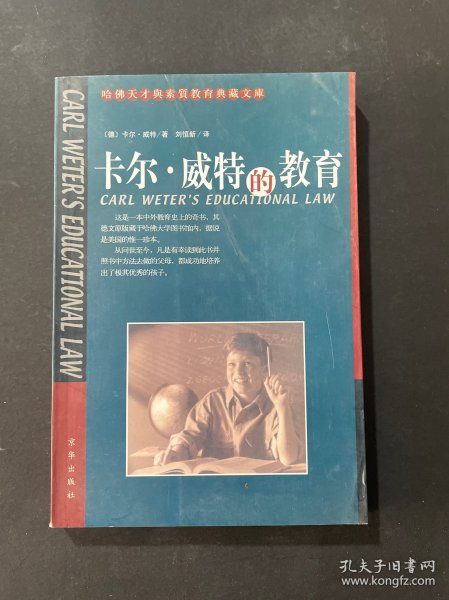 哈佛天才與素質教育典藏文庫
〔德〕卡尔·威特/著 刘恒新/译
卡尔·威特的教育
CARL WETER'S EDUCATIONAL LAW
这是一本中外教育史上的奇书，其
德文原版藏于哈佛大学图书馆内，据说
是美国的惟一珍本。
从问世至今，凡是有幸读到此书并
照书中方法去做的父母，都成功地培养
出了极其优秀的孩子。
CARL WETER'S EDUCATIONAL LAW
京华出版社
孔夫子旧书网
www.kongfz.com